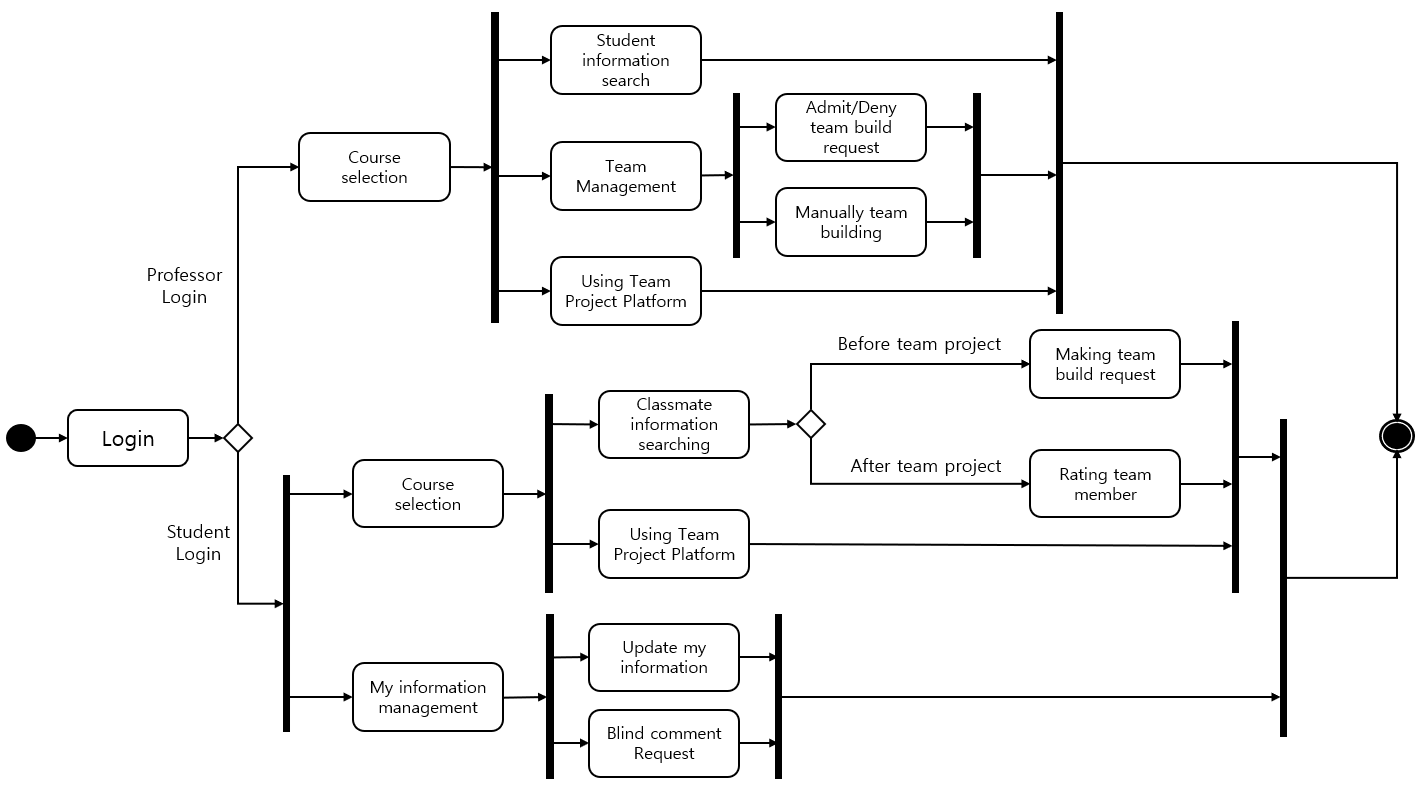 Student
information
search
Admit/Deny
team build
request
Course
selection
Team
Management
Manually team
building
Professor
Login
Using Team
Project Platform
Before team project
Making team
build request
Classmate
information
searching
Login
After team project
Rating team
member
Course
selection
Student
Login
Using Team
Project Platform
Update my
information
My information
management
Blind comment
Request